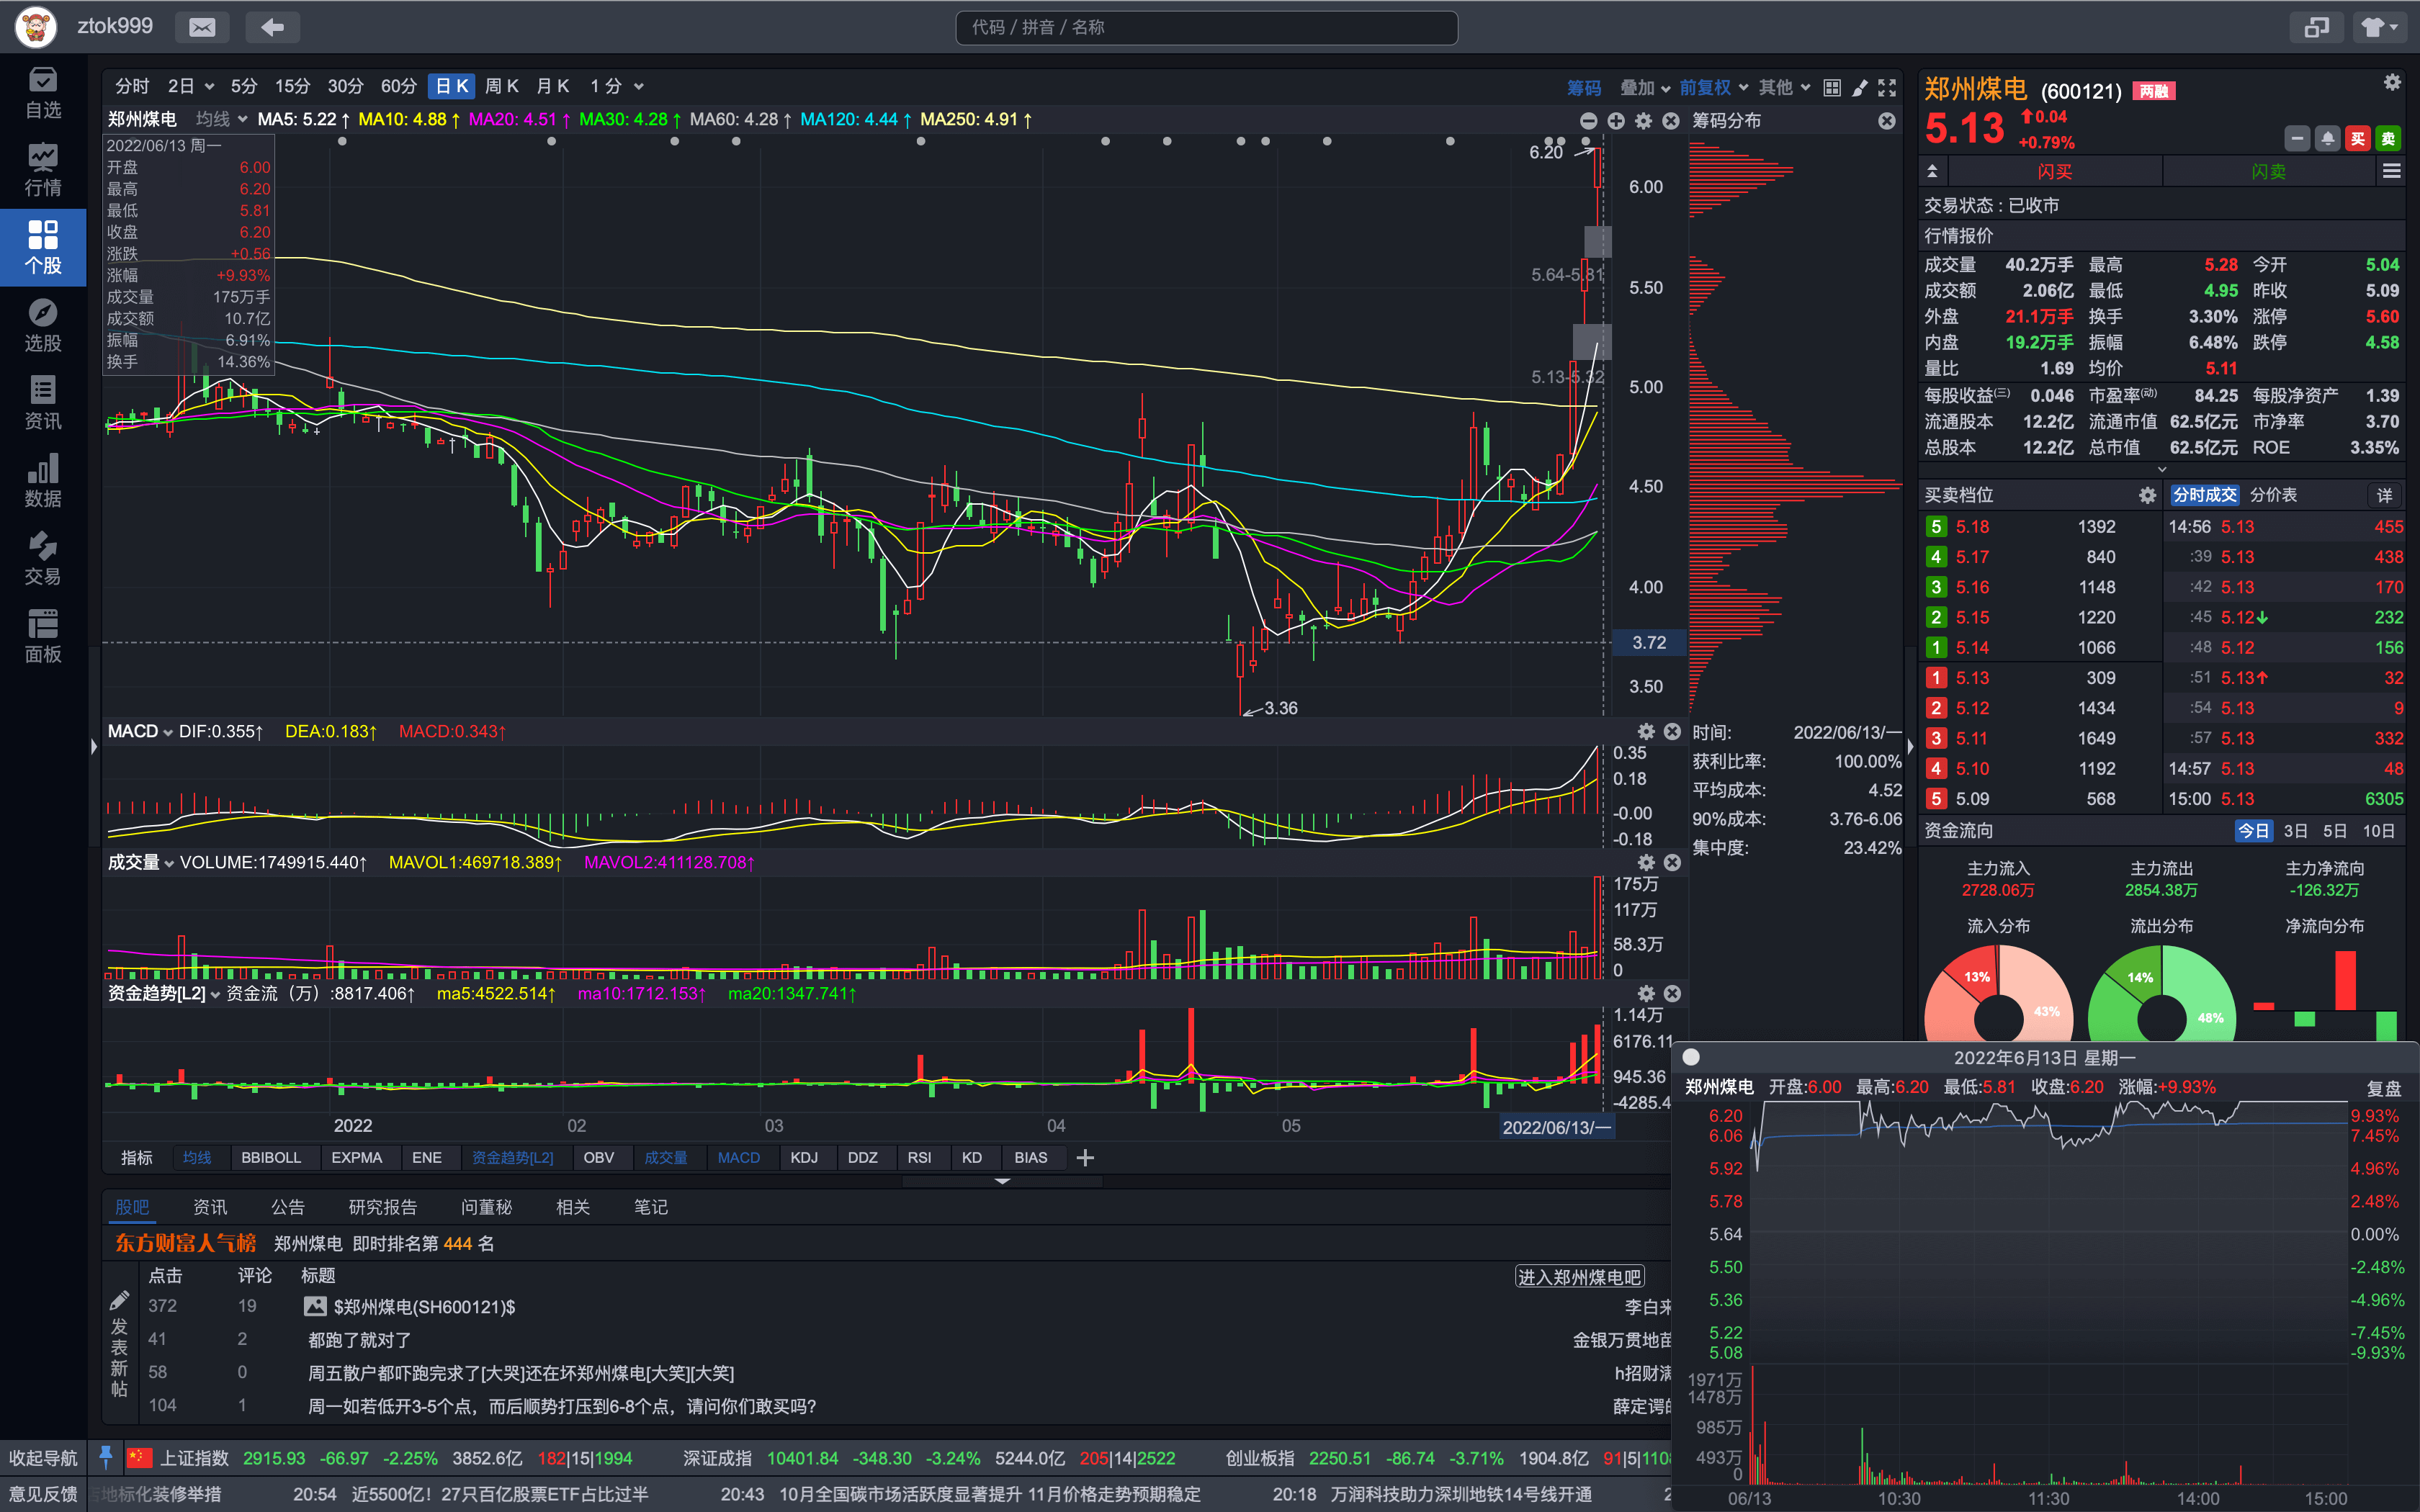 ztok999
代码 / 拼音 / 名称
自选
行情
个股
选股
资讯
数据
交易
面板
收起导航
意见反馈
分时 2日 5分 15分 30分 60分 日K 周K 月K 1分 筹码 叠加 前复权 其他
郑州煤电 均线 MA5: 5.22↑ MA10: 4.88↑ MA20: 4.51↑ MA30: 4.28↑ MA60: 4.28↑ MA120: 4.44↑ MA250: 4.91↑
筹码分布
2022/06/13 周一
开盘 6.00
最高 6.20
最低 5.81
收盘 6.20
涨跌 +0.56
涨幅 +9.93%
成交量 175万手
成交额 10.7亿
振幅 6.91%
换手 14.36%
6.20
6.00
5.64-5.81
5.50
5.13-5.32
5.00
4.50
4.00
3.72
3.50
3.36
MACD DIF:0.355↑ DEA:0.183↑ MACD:0.343↑
0.35
0.18
-0.00
-0.18
成交量 VOLUME:1749915.440↑ MAVOL1:469718.389↑ MAVOL2:411128.708↑
175万
117万
58.3万
0
资金趋势[L2] 资金流（万）:8817.406↑ ma5:4522.514↑ ma10:1712.153↑ ma20:1347.741↑
1.14万
6176.11
945.36
-4285.4
2022 02 03 04 05 2022/06/13/一
指标 均线 BBIBOLL EXPMA ENE 资金趋势[L2] OBV 成交量 MACD KDJ DDZ RSI KD BIAS
时间: 2022/06/13/一
获利比率: 100.00%
平均成本: 4.52
90%成本: 3.76-6.06
集中度: 23.42%
股吧 资讯 公告 研究报告 问董秘 相关 笔记
东方财富人气榜 郑州煤电 即时排名第 444 名
点击 评论 标题 进入郑州煤电吧
372 19 $郑州煤电(SH600121)$ 李白来
41 2 都跑了就对了 金银万贯地
58 0 周五散户都吓跑完求了[大哭]还在坏郑州煤电[大笑][大笑] h招财满
104 1 周一如若低开3-5个点，而后顺势打压到6-8个点，请问你们敢买吗? 薛定谔
发表新帖
郑州煤电 (600121) 两融
5.13 ↑0.04 +0.79%
买 卖
闪买 闪卖
交易状态 : 已收市
行情报价
成交量 40.2万手 最高 5.28 今开 5.04
成交额 2.06亿 最低 4.95 昨收 5.09
外盘 21.1万手 换手 3.30% 涨停 5.60
内盘 19.2万手 振幅 6.48% 跌停 4.58
量比 1.69 均价 5.11
每股收益(三) 0.046 市盈率(动) 84.25 每股净资产 1.39
流通股本 12.2亿 流通市值 62.5亿元 市净率 3.70
总股本 12.2亿 总市值 62.5亿元 ROE 3.35%
买卖档位 分时成交 分价表 详
5 5.18 1392 14:56 5.13 455
4 5.17 840 :39 5.13 438
3 5.16 1148 :42 5.13 170
2 5.15 1220 :45 5.12↓ 232
1 5.14 1066 :48 5.12 156
1 5.13 309 :51 5.13↑ 32
2 5.12 1434 :54 5.13 9
3 5.11 1649 :57 5.13 332
4 5.10 1192 14:57 5.13 48
5 5.09 568 15:00 5.13 6305
资金流向 今日 3日 5日 10日
主力流入 主力流出 主力净流向
2728.06万 2854.38万 -126.32万
流入分布 流出分布 净流向分布
13% 43% 14% 48%
2022年6月13日 星期一
郑州煤电 开盘:6.00 最高:6.20 最低:5.81 收盘:6.20 涨幅:+9.93% 复盘
6.20 9.93%
6.06 7.45%
5.92 4.96%
5.78 2.48%
5.64 0.00%
5.50 -2.48%
5.36 -4.96%
5.22 -7.45%
5.08 -9.93%
1971万
1478万
985万
493万
0
06/13 10:30 11:30 14:00 15:00
上证指数 2915.93 -66.97 -2.25% 3852.6亿 182|15|1994 深证成指 10401.84 -348.30 -3.24% 5244.0亿 205|14|2522 创业板指 2250.51 -86.74 -3.71% 1904.8亿 91|5|110
地标化装修举措 20:54 近5500亿！27只百亿股票ETF占比过半 20:43 10月全国碳市场活跃度显著提升 11月价格走势预期稳定 20:18 万润科技助力深圳地铁14号线开通